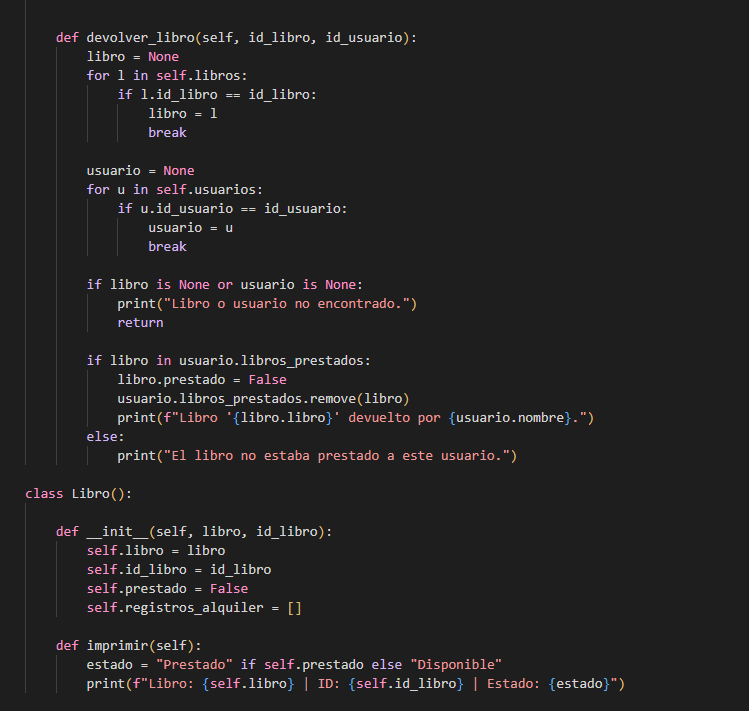 def devolver_libro(self, id_libro, id_usuario):
libro = None
for l in self.libros:
if l.id_libro == id_libro:
libro = l
break
usuario = None
for u in self.usuarios:
if u.id_usuario == id_usuario:
usuario = u
break
if libro is None or usuario is None:
print("Libro o usuario no encontrado.")
return
if libro in usuario.libros_prestados:
libro.prestado = False
usuario.libros_prestados.remove(libro)
print(f"Libro '{libro.libro}' devuelto por {usuario.nombre}.")
else:
print("El libro no estaba prestado a este usuario.")
class Libro():
def __init__(self, libro, id_libro):
self.libro = libro
self.id_libro = id_libro
self.prestado = False
self.registros_alquiler = []
def imprimir(self):
estado = "Prestado" if self.prestado else "Disponible"
print(f"Libro: {self.libro} | ID: {self.id_libro} | Estado: {estado}")